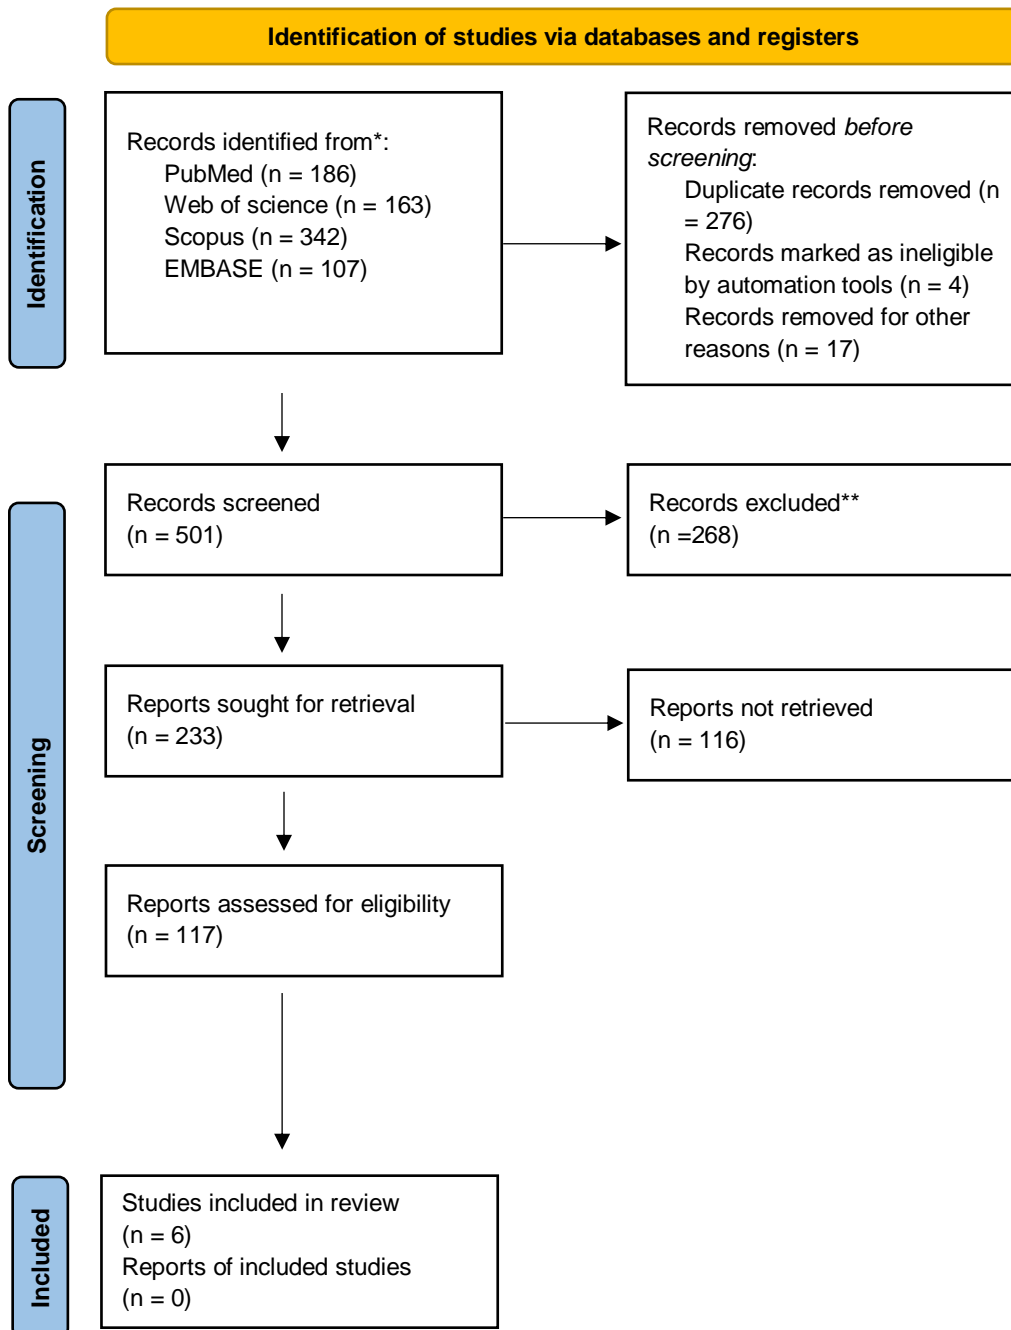 Identification of studies via databases and registers
Identification
Records identified from*:
PubMed (n = 186)
Web of science (n = 163)
Scopus (n = 342)
EMBASE (n = 107)
Records removed before
screening:
Duplicate records removed (n
= 276)
Records marked as ineligible
by automation tools (n = 4)
Records removed for other
reasons (n = 17)
Screening
Records screened
(n = 501)
Records excluded**
(n =268)
Reports sought for retrieval
(n = 233)
Reports not retrieved
(n = 116)
Reports assessed for eligibility
(n = 117)
Included
Studies included in review
(n = 6)
Reports of included studies
(n = 0)